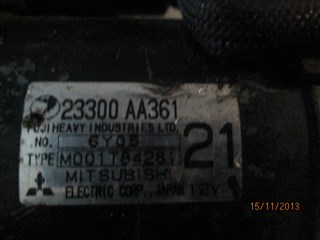 23300 AA361
FUJI HEAVY INDUSTRIES LTD.
NO. 6Y05
21
TYPE M001T84281
MITSUBISHI
ELECTRIC CORP., JAPAN 12V
15/11/2013